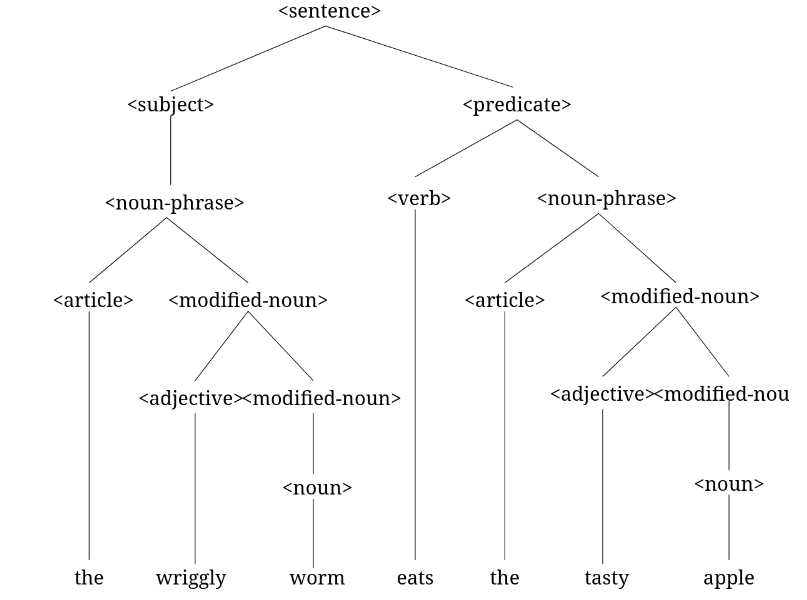 <sentence>
<subject> <predicate>
<noun-phrase> <verb> <noun-phrase>
<article> <modified-noun> <article> <modified-noun>
<adjective><modified-noun> <adjective><modified-nou
<noun> <noun>
the wriggly worm eats the tasty apple